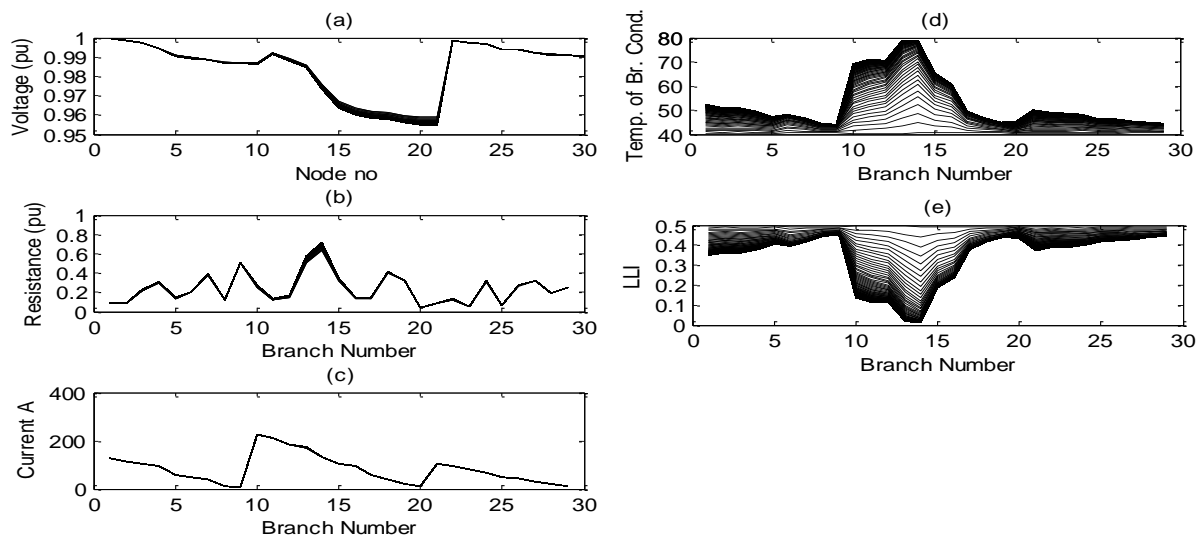 (a)
Voltage (pu)
1
0.99
0.98
0.97
0.96
0.95
0 5 10 15 20 25 30
Node no
(b)
Resistance (pu)
1
0.8
0.6
0.4
0.2
0
0 5 10 15 20 25 30
Branch Number
(c)
Current A
400
200
0
0 5 10 15 20 25 30
Branch Number
(d)
Temp. of Br. Cond.
80
70
60
50
40
0 5 10 15 20 25 30
Branch Number
(e)
LLI
0.5
0.4
0.3
0.2
0.1
0
0 5 10 15 20 25 30
Branch Number